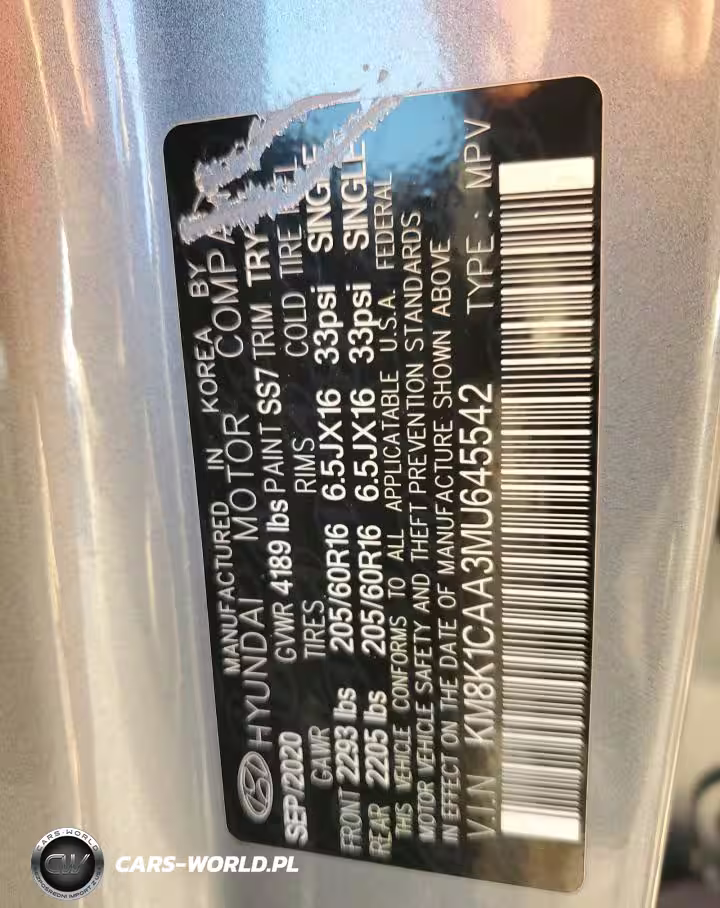 MANUFACTURED IN KOREA BY
HYUNDAI MOTOR
SEP/2020 GVWR 4189 lbs PAINT SS7 TRIM TRY
GAWR TIRES RIMS COLD TIRE
FRONT 2293 lbs 205/60R16 6.5JX16 33psi SINGLE
REAR 2205 lbs 205/60R16 6.5JX16 33psi SINGLE
THIS VEHICLE CONFORMS TO ALL APPLICATABLE U.S.A. FEDERAL
MOTOR VEHICLE SAFETY AND THEFT PREVENTION STANDARDS
IN EFFECT ON THE DATE OF MANUFACTURE SHOWN ABOVE
V.I.N KM8K1CAA3MU645542 TYPE : MPV
CARS-WORLD
CW
CARS-WORLD.PL